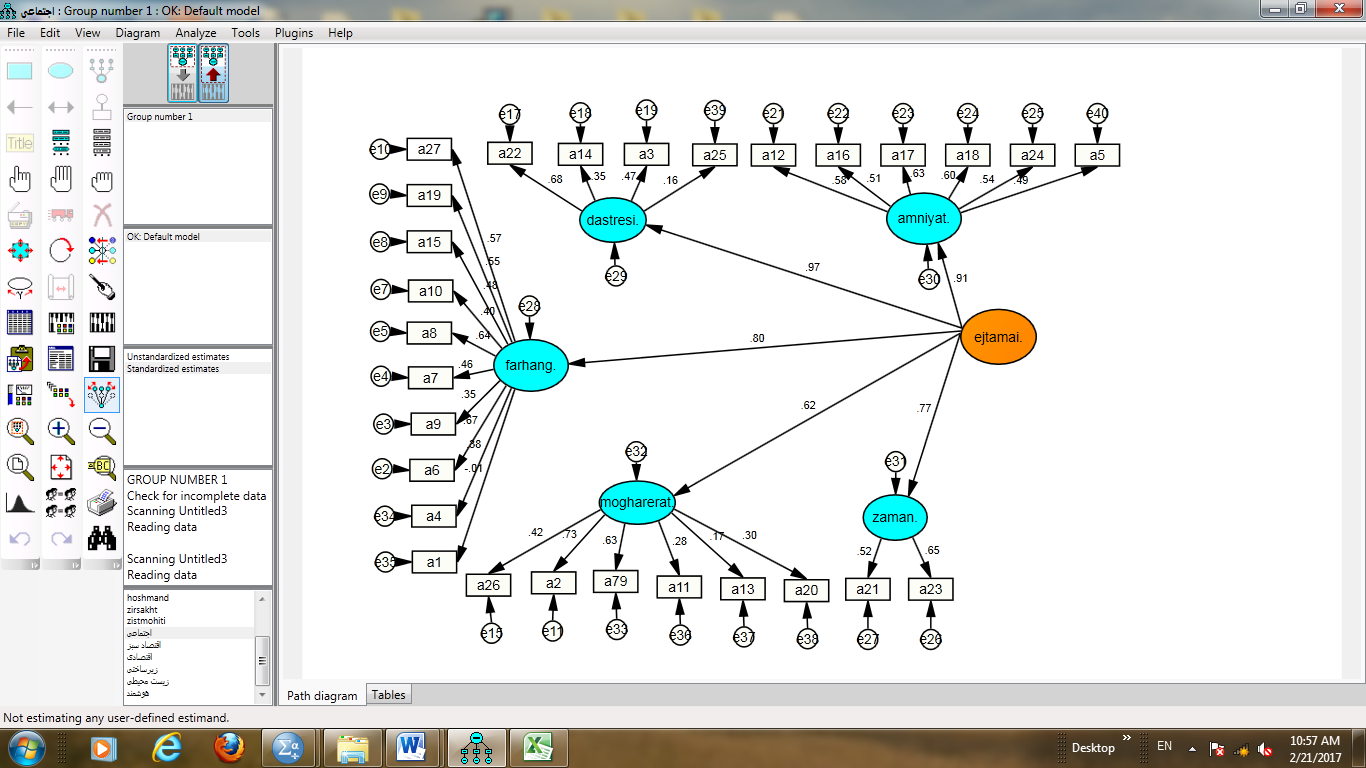 اجتماعی : Group number 1 : OK: Default model
File Edit View Diagram Analyze Tools Plugins Help
Title
Group number 1
OK: Default model
Unstandardized estimates
Standardized estimates
GROUP NUMBER 1
Check for incomplete data
Scanning Untitled3
Reading data
Scanning Untitled3
Reading data
hoshmand
zirsakht
zistmohiti
اجتماعی
اقتصاد سبز
اقتصادی
زیرساختی
زیست محیطی
هوشمند
e17 e18 e19 e39 e21 e22 e23 e24 e25 e40
e10 a27 a22 a14 a3 a25 a12 a16 a17 a18 a24 a5
.68 .35 .47 .16 .58 .51 .63 .60 .54 .49
e9 a19
dastresi. amniyat.
e8 a15 .57
.55 e29 .97 e30 .91
e7 a10 .48
.40 e28
e5 a8 .64 .80 ejtamai.
e4 a7 .46 farhang.
.35
e3 a9 .67 .62 .77
.38
e2 a6 -.01 e32 e31
e34 a4 mogharerat. zaman.
e35 a1 .42 .73 .63 .28 .17 .30 .52 .65
a26 a2 a79 a11 a13 a20 a21 a23
e15 e11 e33 e36 e37 e38 e27 e26
Path diagram Tables
Not estimating any user-defined estimand.
Desktop EN 10:57 AM
2/21/2017